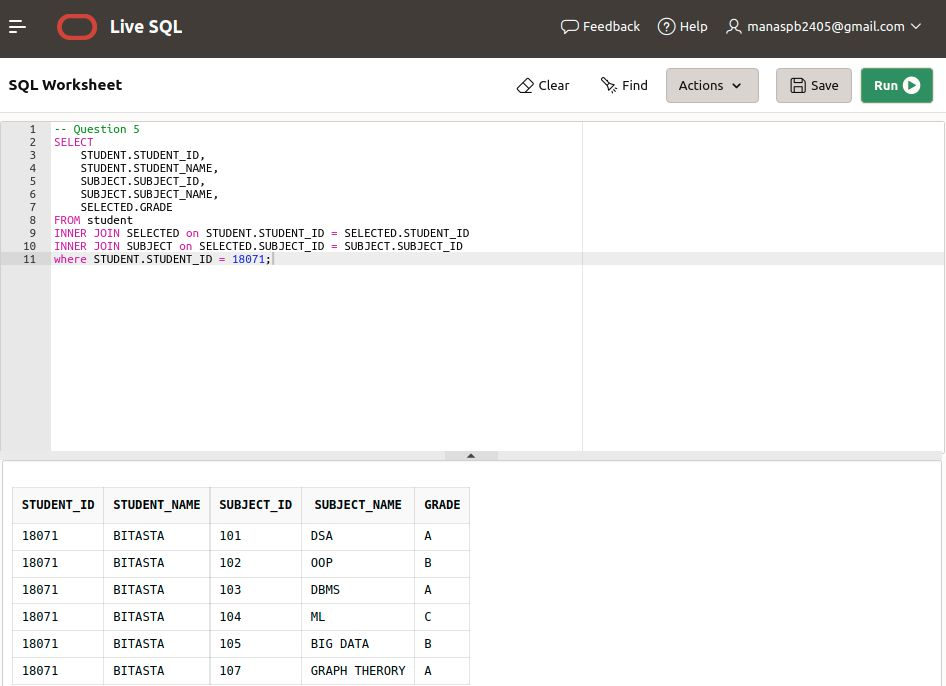 Live SQL
Feedback
Help
manaspb2405@gmail.com
SQL Worksheet
Clear
Find
Actions
Save
Run
1 -- Question 5
2 SELECT
3 STUDENT.STUDENT_ID,
4 STUDENT.STUDENT_NAME,
5 SUBJECT.SUBJECT_ID,
6 SUBJECT.SUBJECT_NAME,
7 SELECTED.GRADE
8 FROM student
9 INNER JOIN SELECTED on STUDENT.STUDENT_ID = SELECTED.STUDENT_ID
10 INNER JOIN SUBJECT on SELECTED.SUBJECT_ID = SUBJECT.SUBJECT_ID
11 where STUDENT.STUDENT_ID = 18071;
STUDENT_ID STUDENT_NAME SUBJECT_ID SUBJECT_NAME GRADE
18071 BITASTA 101 DSA A
18071 BITASTA 102 OOP B
18071 BITASTA 103 DBMS A
18071 BITASTA 104 ML C
18071 BITASTA 105 BIG DATA B
18071 BITASTA 107 GRAPH THERORY A